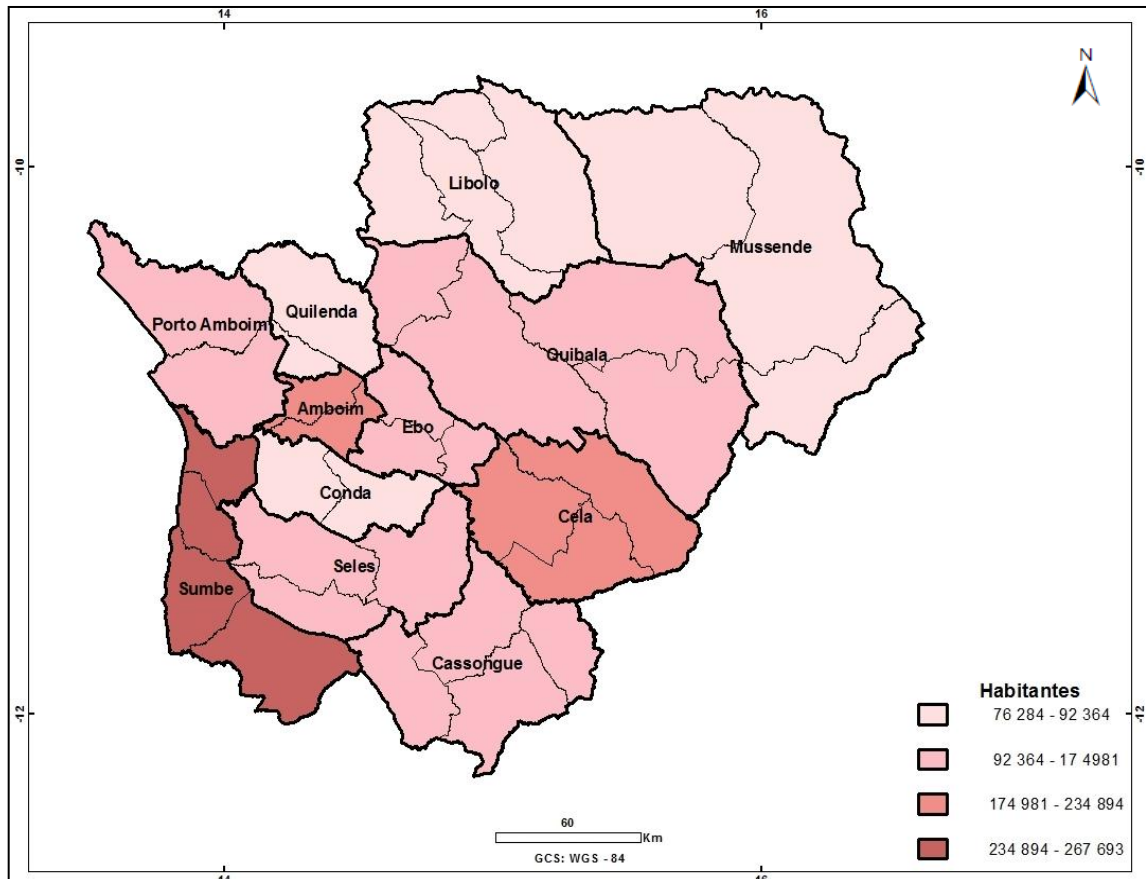 14 16
N
-10 -10
Libolo
Mussende
Quilenda
Porto Amboim
Quibala
Amboim
Ebo
Conda
Cela
Seles
Sumbe
Cassongue
Habitantes
76 284 - 92 364
-12 -12
92 364 - 17 4981
174 981 - 234 894
60
Km
234 894 - 267 693
GCS: WGS - 84
14 16